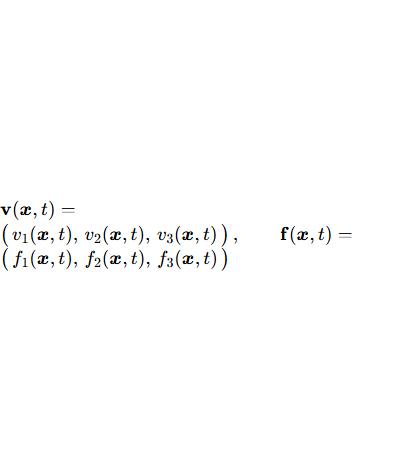 𝐯(𝒙, t) =
( v₁(𝒙, t), v₂(𝒙, t), v₃(𝒙, t) ) , 𝐟(𝒙, t) =
( f₁(𝒙, t), f₂(𝒙, t), f₃(𝒙, t) )